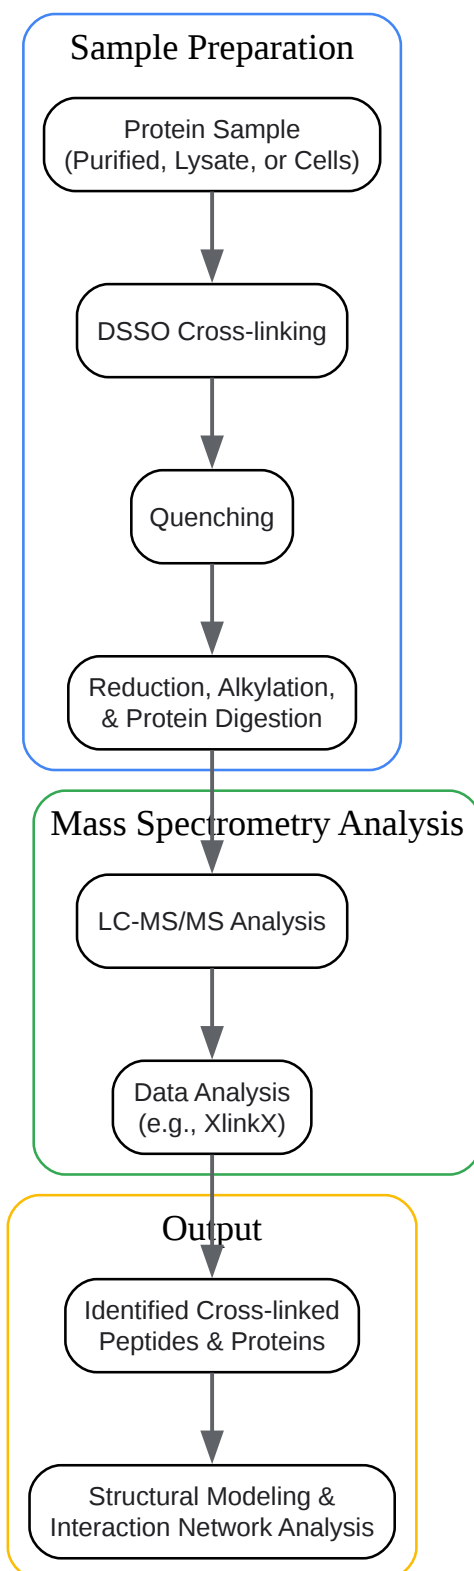 Sample Preparation
Protein Sample
(Purified, Lysate, or Cells)
DSSO Cross-linking
Quenching
Reduction, Alkylation,
& Protein Digestion
Mass Spectrometry Analysis
LC-MS/MS Analysis
Data Analysis
(e.g., XlinkX)
Output
Identified Cross-linked
Peptides & Proteins
Structural Modeling &
Interaction Network Analysis